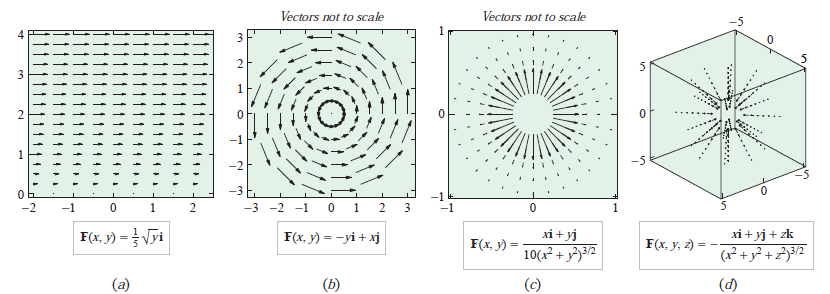 Vectors not to scale
Vectors not to scale
4
3
2
1
0
−2 −1 0 1 2
3
2
1
0
−1
−2
−3
−3 −2 −1 0 1 2 3
1
0
−1
−1 0 1
−5
0
5
5
0
−5
5
0
−5
F(x, y) = 1/5 √y i
F(x, y) = −yi + xj
F(x, y) = xi + yj / 10(x² + y²)^3/2
F(x, y, z) = − xi + yj + zk / (x² + y² + z²)^3/2
(a)
(b)
(c)
(d)